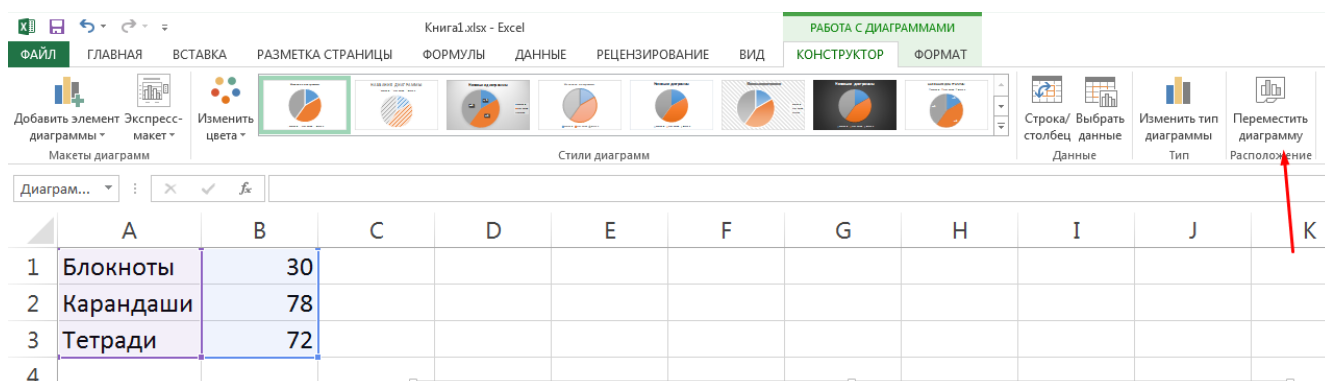 Книга1.xlsx - Excel
РАБОТА С ДИАГРАММАМИ
ФАЙЛ ГЛАВНАЯ ВСТАВКА РАЗМЕТКА СТРАНИЦЫ ФОРМУЛЫ ДАННЫЕ РЕЦЕНЗИРОВАНИЕ ВИД КОНСТРУКТОР ФОРМАТ
Добавить элемент диаграммы
Экспресс-макет
Изменить цвета
Строка/столбец
Выбрать данные
Изменить тип диаграммы
Переместить диаграмму
Макеты диаграмм Стили диаграмм Данные Тип Расположение
Диаграм... fx
A B C D E F G H I J K
1 Блокноты 30
2 Карандаши 78
3 Тетради 72
4